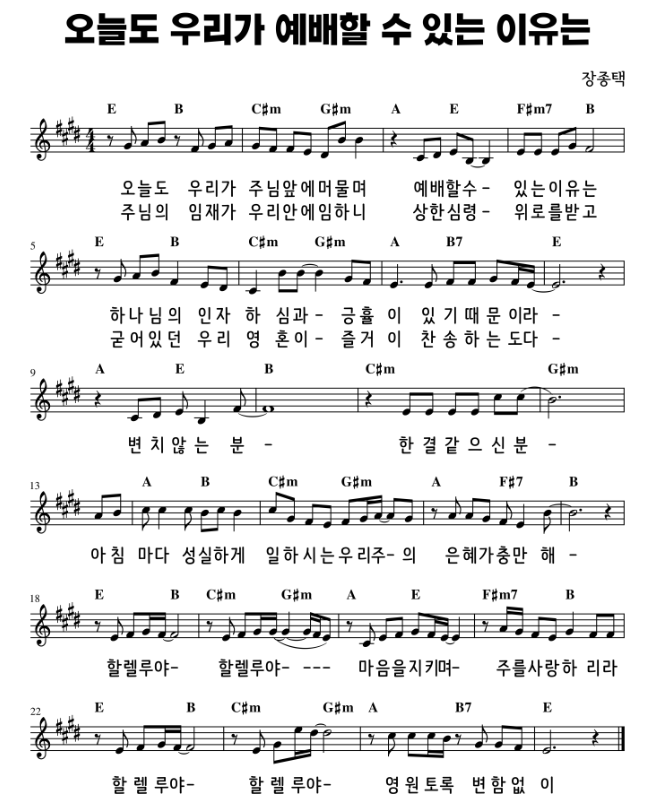 오늘도 우리가 예배할 수 있는 이유는
장종택
E B C#m G#m A E F#m7 B
4 4
오늘도 우리가 주님앞에머물며 예배할수- 있는이유는
주님의 임재가 우리안에임하니 상한심령- 위로를받고
5 E B C#m G#m A B7 E
하나님의 인자 하 심과- 긍휼 이 있기때문이라-
굳어있던 우리 영 혼이- 즐거 이 찬송하는도다-
9 A E B C#m G#m
변치않는 분 - 한결같으신분 -
13 A B C#m G#m A F#7 B
아침 마다 성실하게 일하시는우리주-의 은혜가충만 해 -
18 E B C#m G#m A E F#m7 B
할렐루야- 할렐루야- --- 마음을지키며- 주를사랑하 리라
22 E B C#m G#m A B7 E
할렐루야- 할렐루야- 영원토록 변함없 이